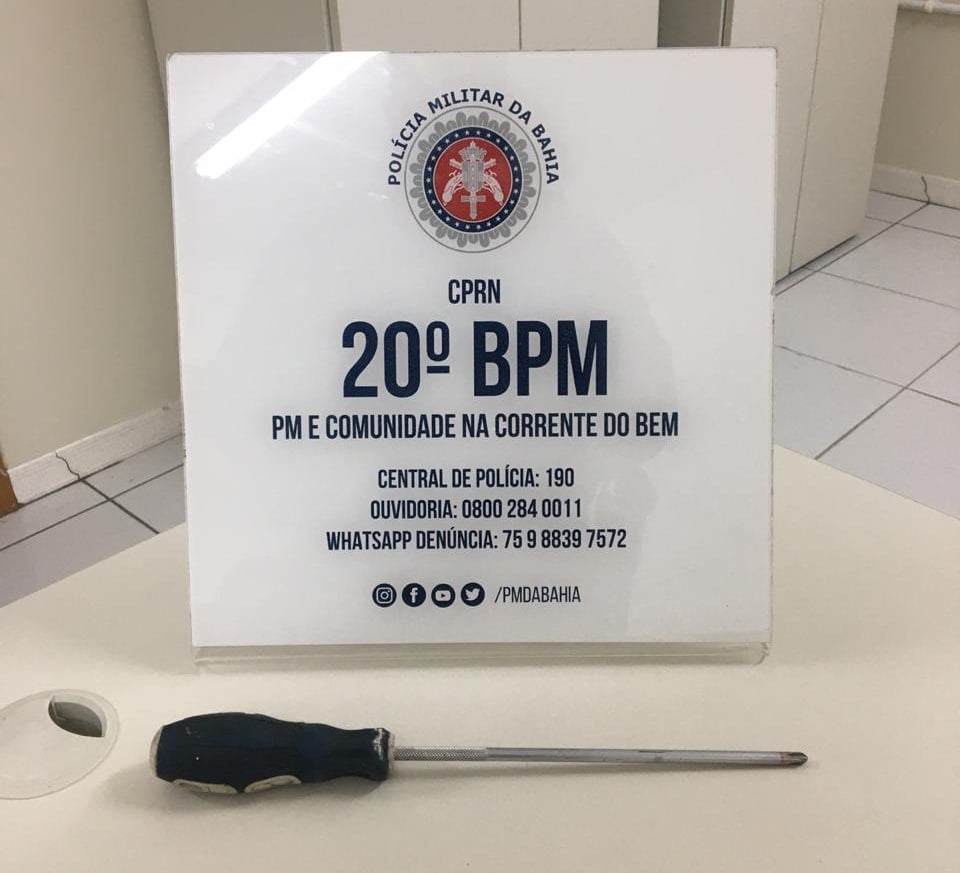 POLÍCIA MILITAR DA BAHIA
CPRN
20º BPM
PM E COMUNIDADE NA CORRENTE DO BEM
CENTRAL DE POLÍCIA: 190
OUVIDORIA: 0800 284 0011
WHATSAPP DENÚNCIA: 75 9 8839 7572
/PMDABAHIA